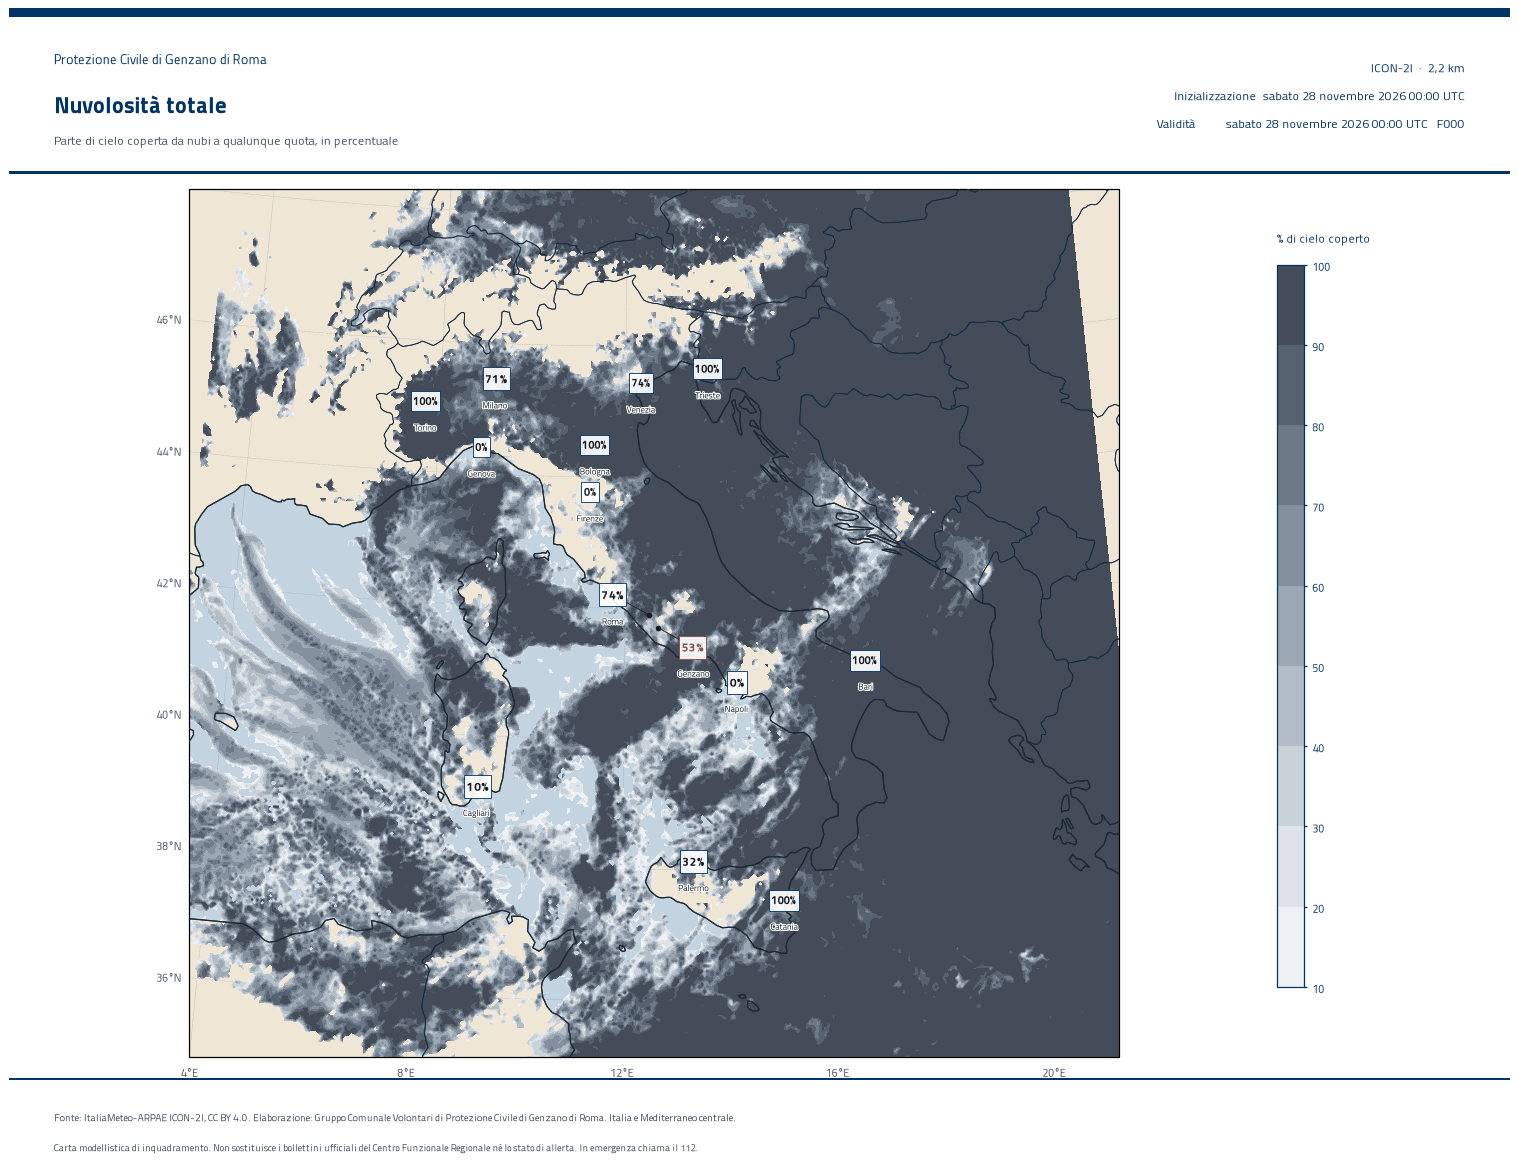 Protezione Civile di Genzano di Roma
Nuvolosità totale
Parte di cielo coperta da nubi a qualunque quota, in percentuale
ICON-2I · 2,2 km
Inizializzazione sabato 28 novembre 2026 00:00 UTC
Validità sabato 28 novembre 2026 00:00 UTC F000
% di cielo coperto
100
90
80
70
60
50
40
30
20
10
46°N
44°N
42°N
40°N
38°N
36°N
4°E
8°E
12°E
16°E
20°E
100%
Trieste
71%
Milano
74%
Venezia
100%
Torino
0%
Genova
100%
Bologna
0%
Firenze
74%
Roma
53%
Genzano
0%
Napoli
100%
Bari
10%
Cagliari
32%
Palermo
100%
Catania
Fonte: ItaliaMeteo-ARPAE ICON-2I, CC BY 4.0. Elaborazione: Gruppo Comunale Volontari di Protezione Civile di Genzano di Roma. Italia e Mediterraneo centrale.
Carta modellistica di inquadramento. Non sostituisce i bollettini ufficiali del Centro Funzionale Regionale né lo stato di allerta. In emergenza chiama il 112.